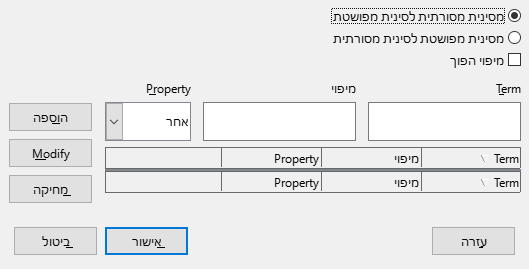 מסינית מסורתית לסינית מפושטת
מסינית מפושטת לסינית מסורתית
מיפוי הפוך
Term מיפוי Property
אחר
הוספה
Modify
מחיקה
Term מיפוי Property
Term מיפוי Property
עזרה אישור ביטול